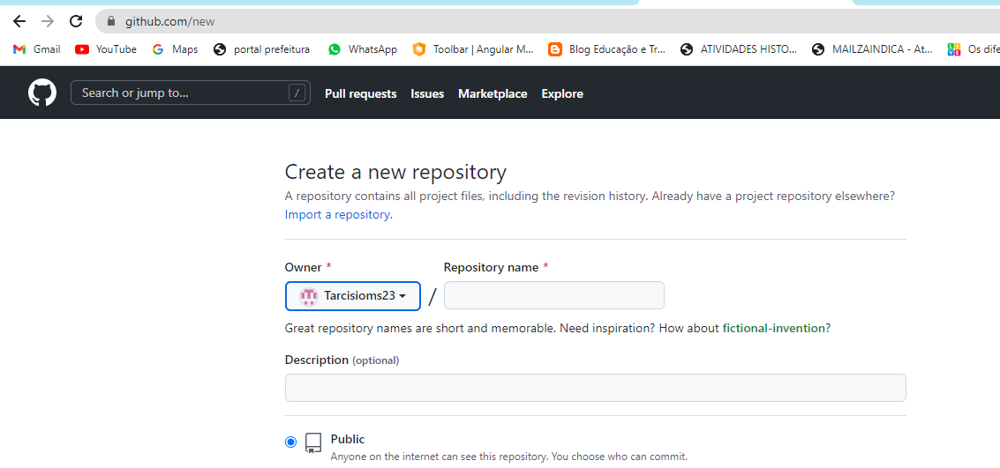 github.com/new
Gmail YouTube Maps portal prefeitura WhatsApp Toolbar | Angular M... Blog Educação e Tr... ATIVIDADES HISTO... MAILZAINDICA - At... Os dife
Search or jump to... / Pull requests Issues Marketplace Explore
Create a new repository
A repository contains all project files, including the revision history. Already have a project repository elsewhere?
Import a repository.
Owner * Repository name *
Tarcisioms23 /
Great repository names are short and memorable. Need inspiration? How about fictional-invention?
Description (optional)
Public
Anyone on the internet can see this repository. You choose who can commit.